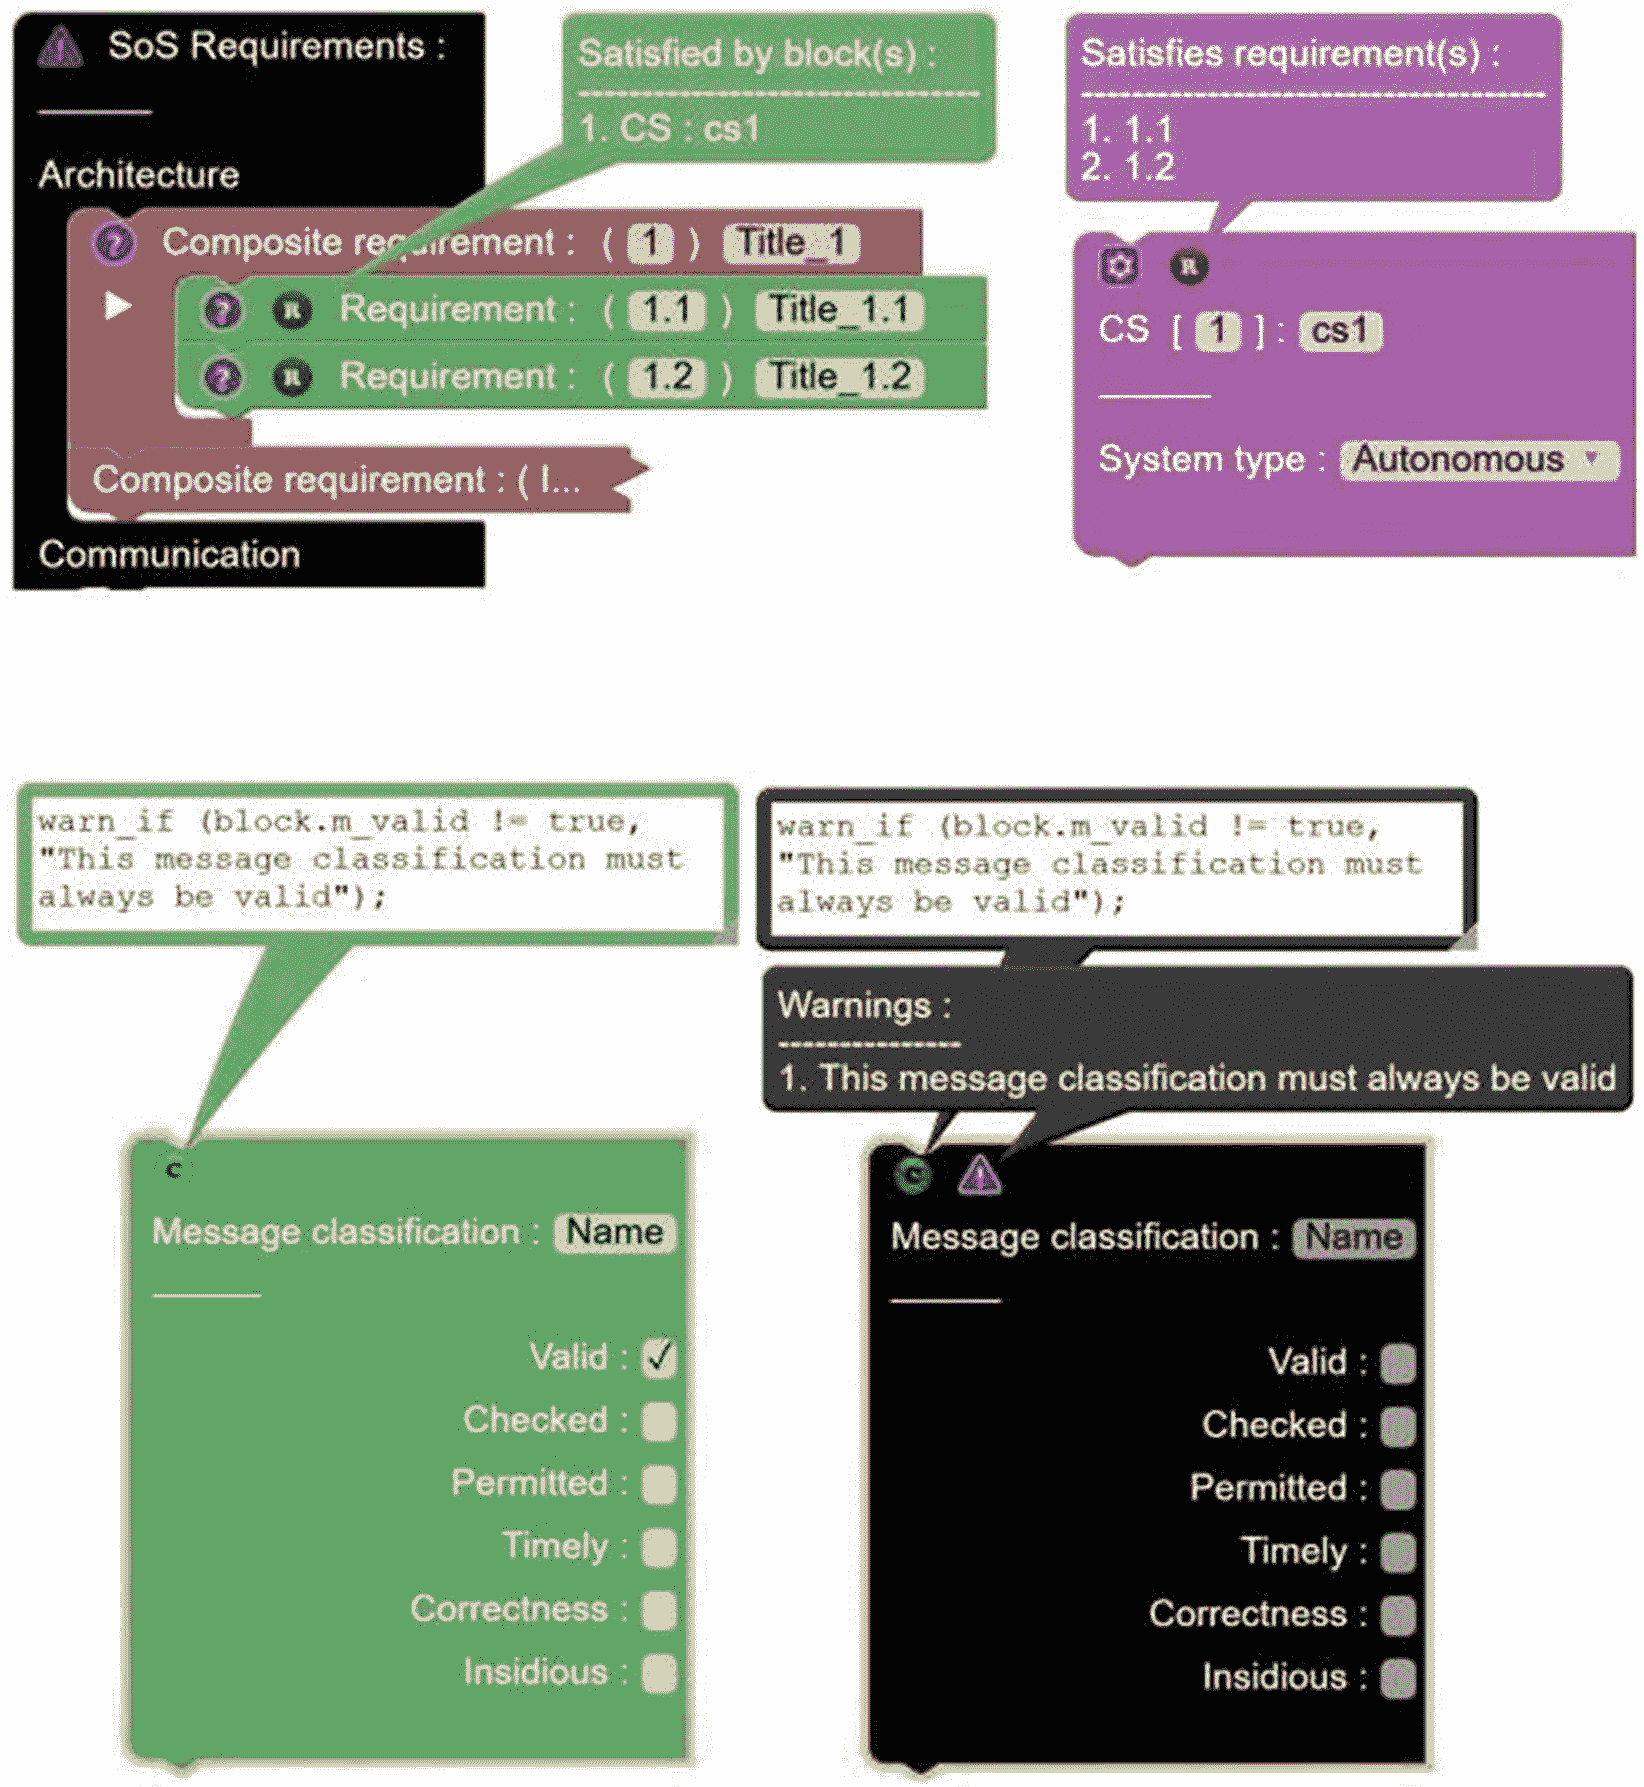 SoS Requirements :
Satisfied by block(s) :
1. CS : cs1
Satisfies requirement(s) :
1. 1.1
2. 1.2
Architecture
? Composite requirement : ( 1 ) Title_1
? R Requirement : ( 1.1 ) Title_1.1
? R Requirement : ( 1.2 ) Title_1.2
Composite requirement : ( I...
Communication
R
CS [ 1 ] : cs1
System type : Autonomous
warn_if (block.m_valid != true,
"This message classification must
always be valid");
C
Message classification : Name
Valid : ✓
Checked :
Permitted :
Timely :
Correctness :
Insidious :
warn_if (block.m_valid != true,
"This message classification must
always be valid");
Warnings :
1. This message classification must always be valid
C
Message classification : Name
Valid :
Checked :
Permitted :
Timely :
Correctness :
Insidious :